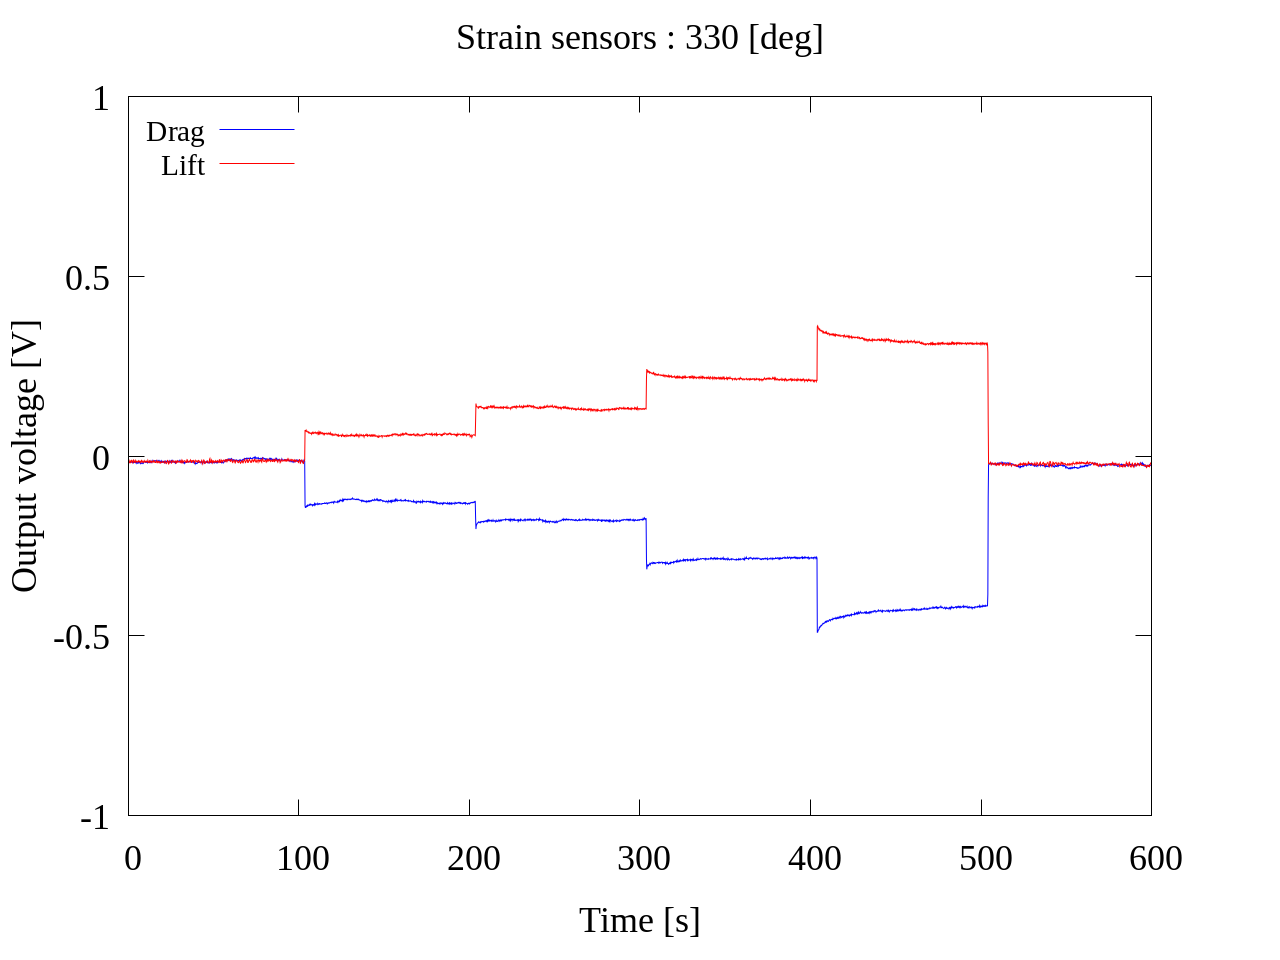 Strain sensors : 330 [deg]
Drag
Lift
1
0.5
0
-0.5
-1
Output voltage [V]
0 100 200 300 400 500 600
Time [s]